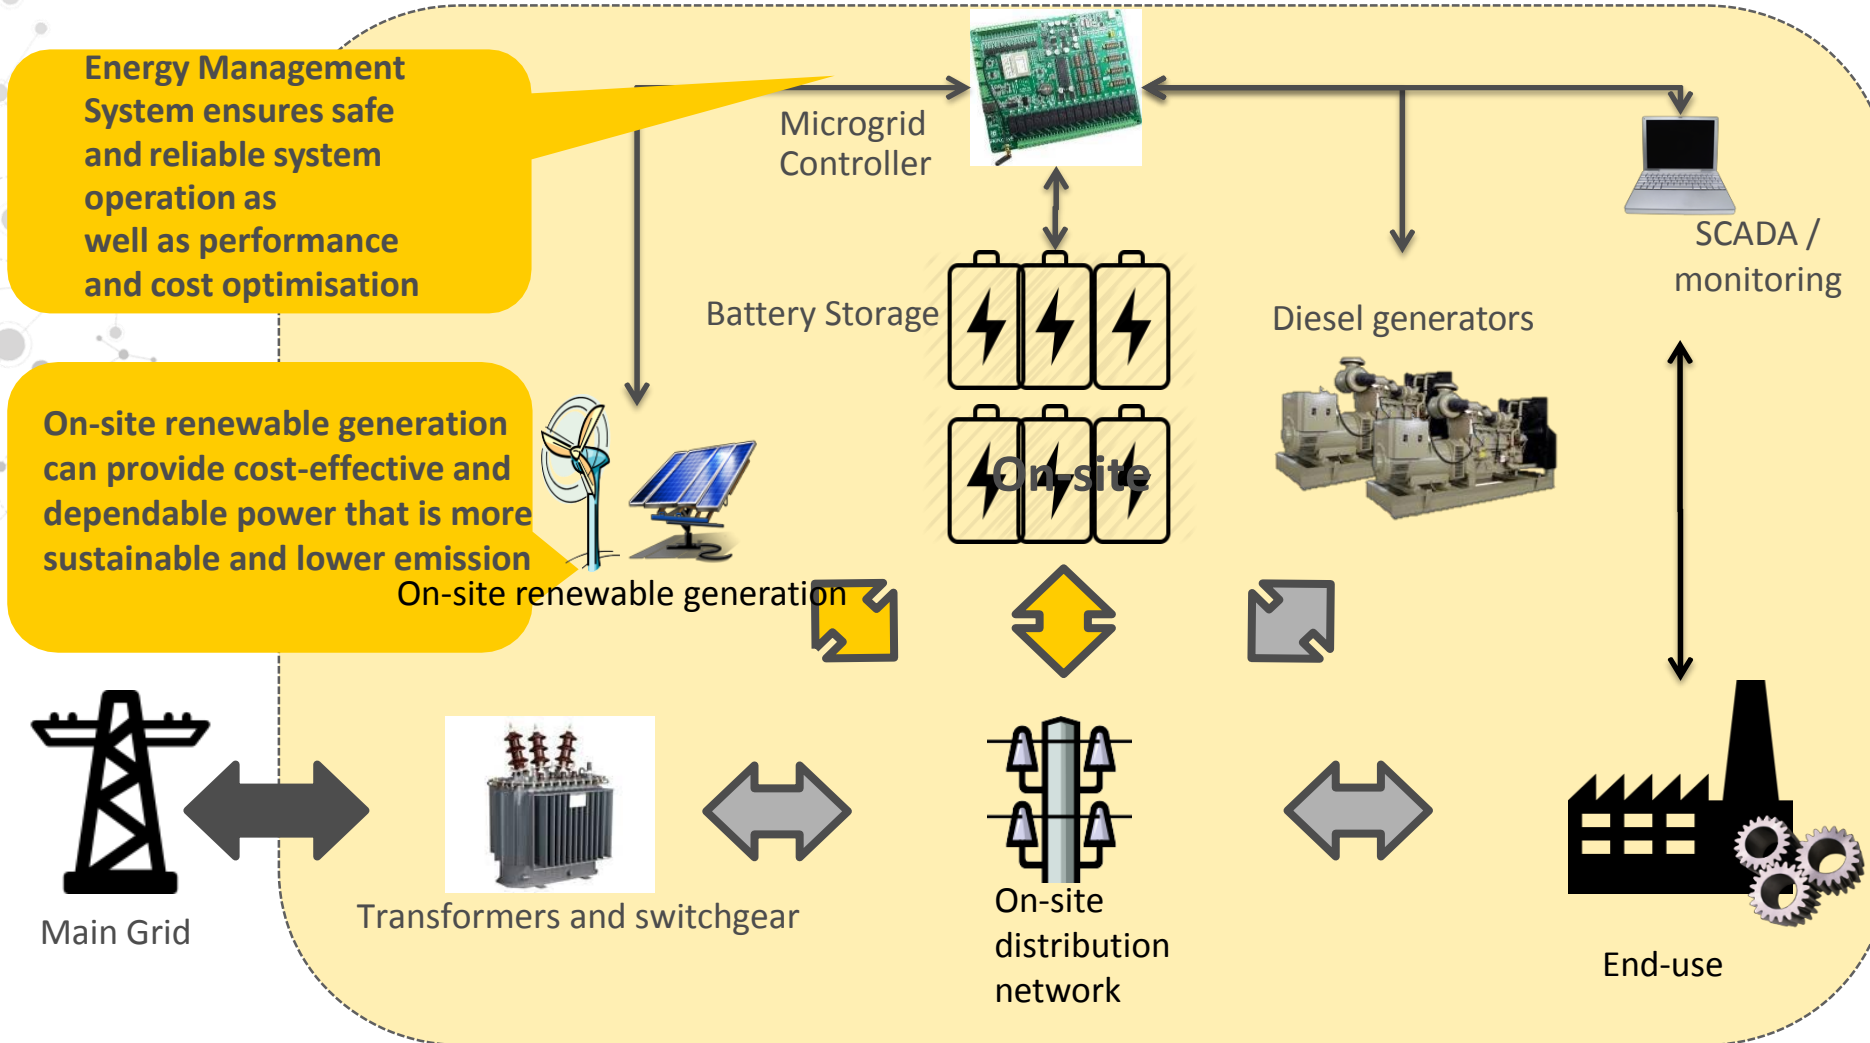 Energy Management
System ensures safe
and reliable system
operation as
well as performance
and cost optimisation
Microgrid
Controller
SCADA /
monitoring
Battery Storage
Diesel generators
On-site renewable generation
can provide cost-effective and
dependable power that is more
sustainable and lower emission
On-site
On-site renewable generation
Main Grid
Transformers and switchgear
On-site
distribution
network
End-use